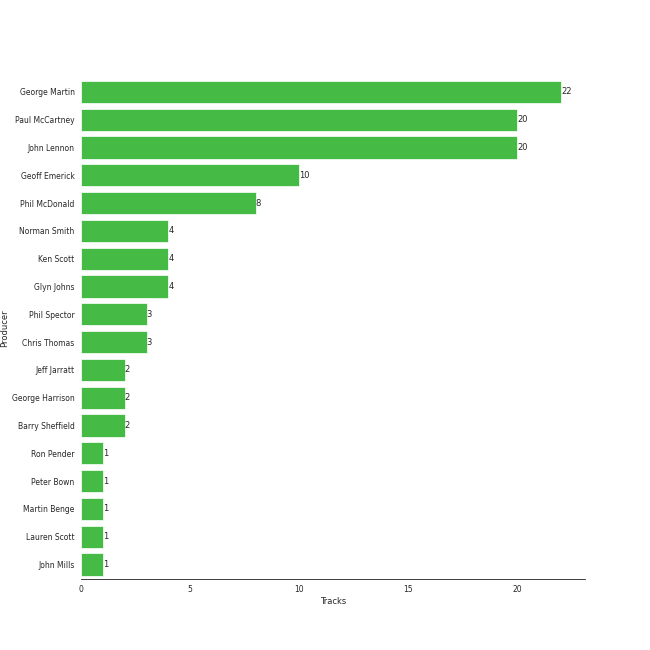 George Martin 22
Paul McCartney 20
John Lennon 20
Geoff Emerick 10
Phil McDonald 8
Norman Smith 4
Ken Scott 4
Glyn Johns 4
Phil Spector 3
Chris Thomas 3
Jeff Jarratt 2
George Harrison 2
Barry Sheffield 2
Ron Pender 1
Peter Bown 1
Martin Benge 1
Lauren Scott 1
John Mills 1
Producer
0 5 10 15 20
Tracks